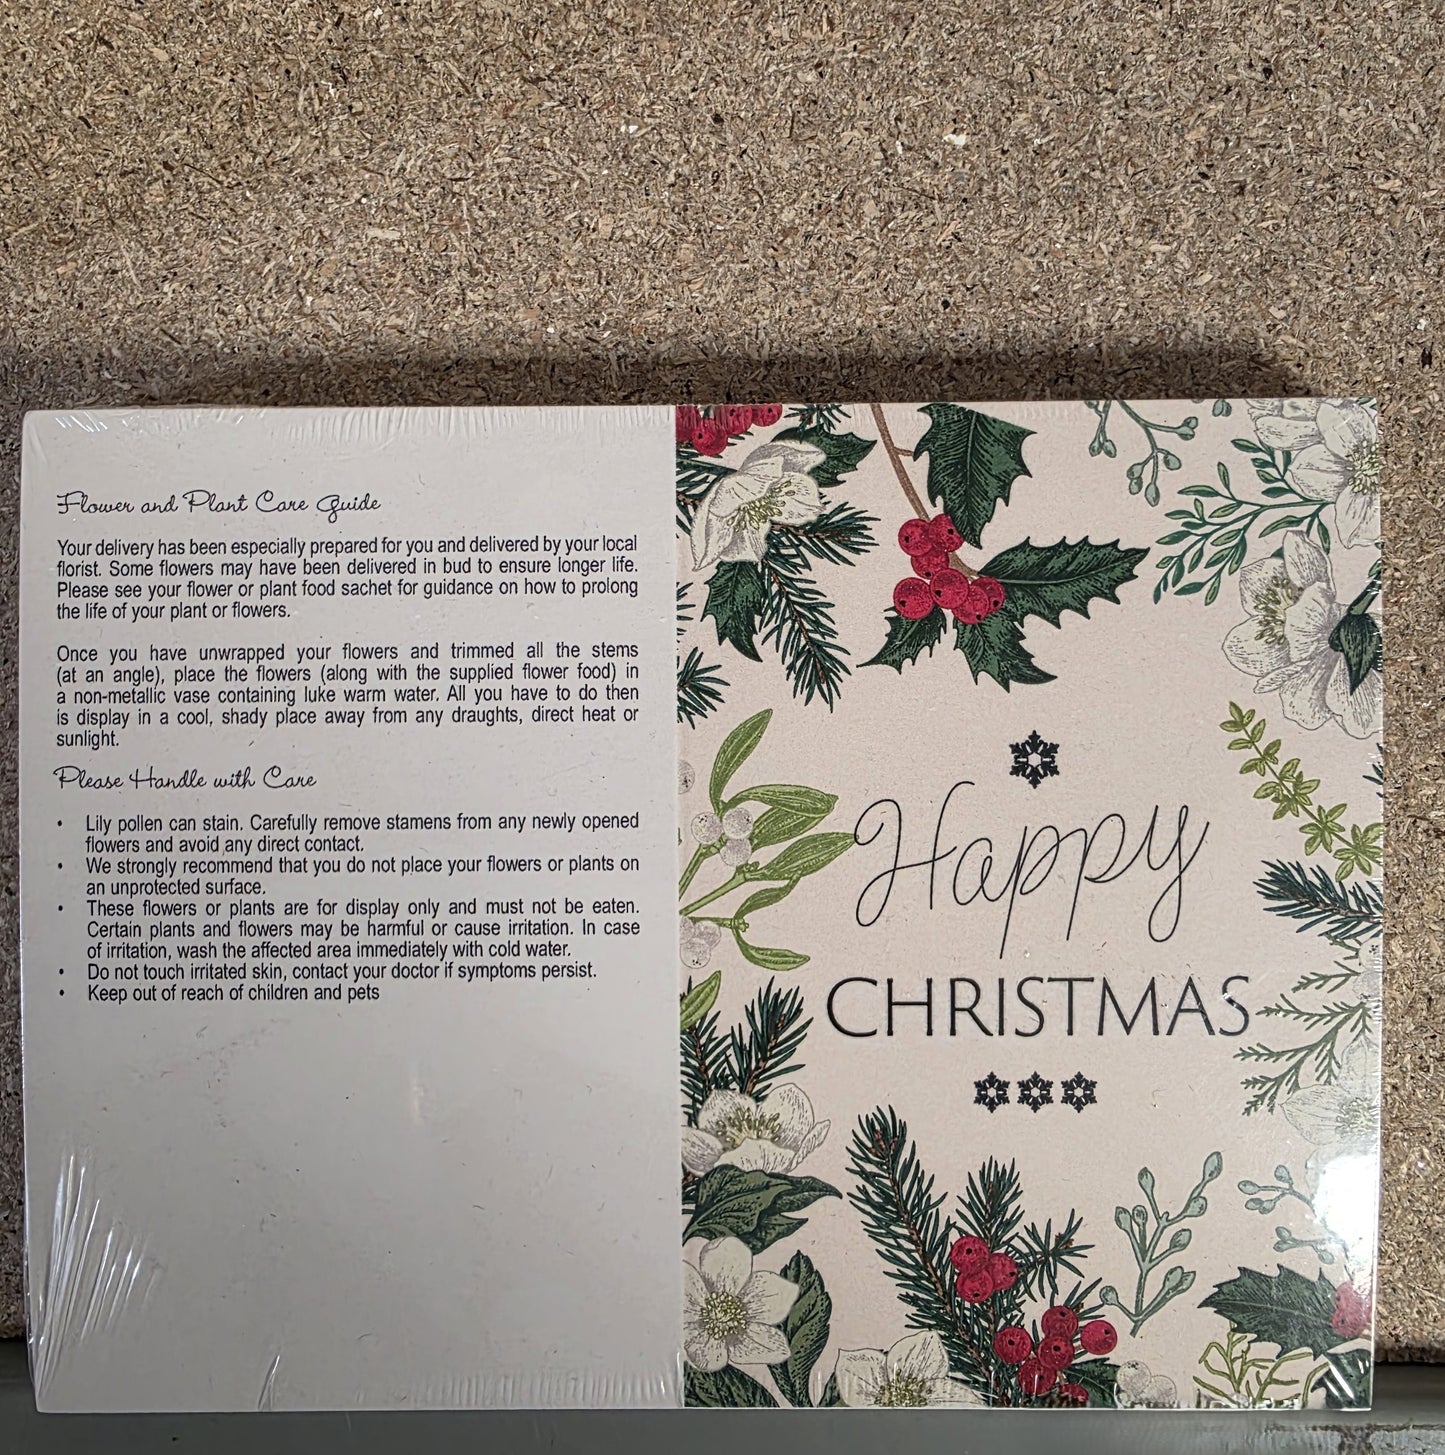 Flower and Plant Care Guide
Your delivery has been especially prepared for you and delivered by your local
florist. Some flowers may have been delivered in bud to ensure longer life.
Please see your flower or plant food sachet for guidance on how to prolong
the life of your plant or flowers.
Once you have unwrapped your flowers and trimmed all the stems
(at an angle), place the flowers (along with the supplied flower food) in
a non-metallic vase containing luke warm water. All you have to do then
is display in a cool, shady place away from any draughts, direct heat or
sunlight.
Please Handle with Care
• Lily pollen can stain. Carefully remove stamens from any newly opened
flowers and avoid any direct contact.
• We strongly recommend that you do not place your flowers or plants on
an unprotected surface.
• These flowers or plants are for display only and must not be eaten.
Certain plants and flowers may be harmful or cause irritation. In case
of irritation, wash the affected area immediately with cold water.
• Do not touch irritated skin, contact your doctor if symptoms persist.
• Keep out of reach of children and pets
Happy
CHRISTMAS